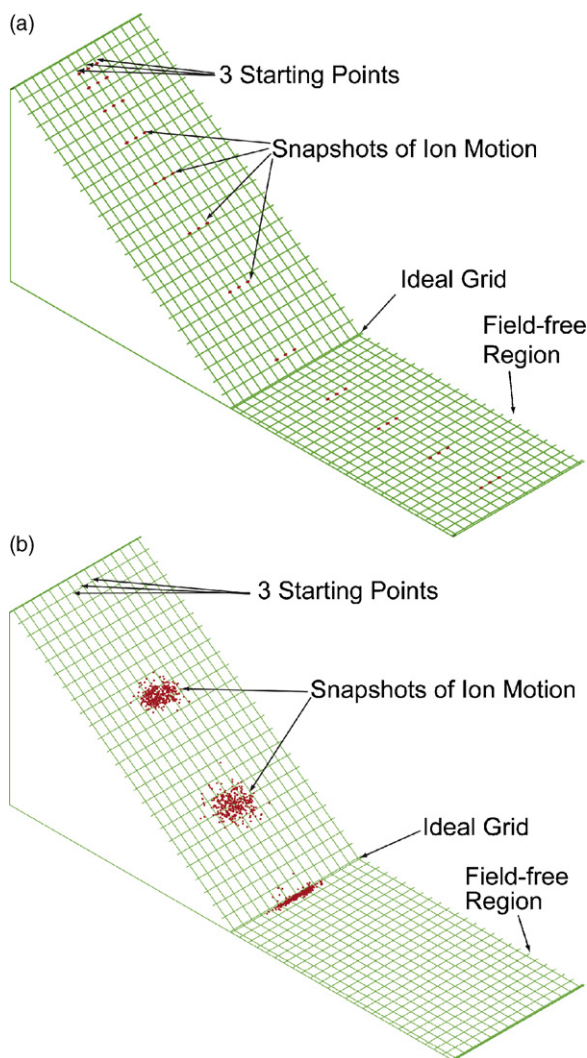 (a)
3 Starting Points
Snapshots of Ion Motion
Ideal Grid
Field-free
Region
(b)
3 Starting Points
Snapshots of Ion Motion
Ideal Grid
Field-free
Region